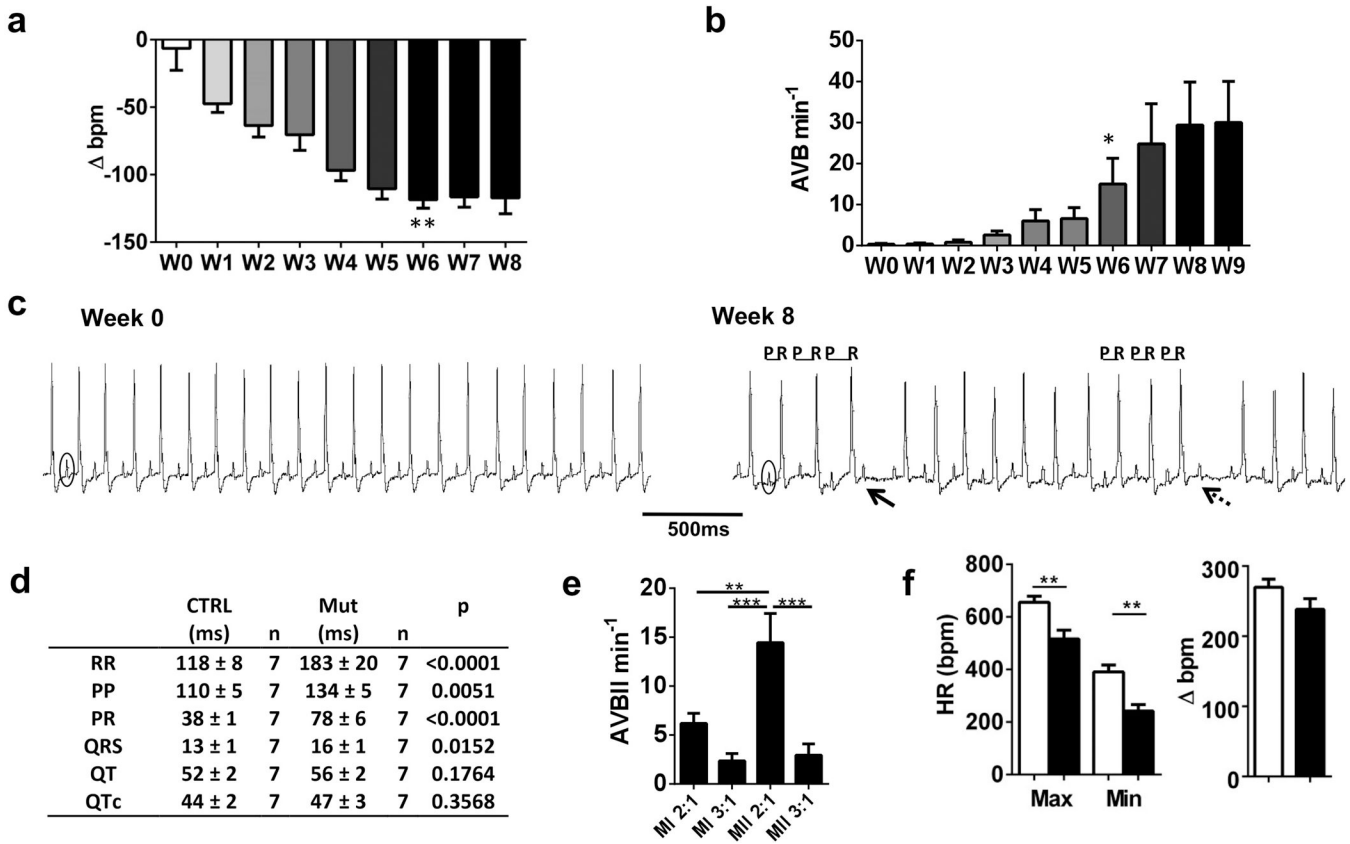 a
0
-50
-100
-150
Δ bpm
**
W0 W1 W2 W3 W4 W5 W6 W7 W8
b
50
40
30
20
10
0
AVB min-1
*
W0 W1 W2 W3 W4 W5 W6 W7 W8 W9
c
Week 0
Week 8
P R P R P R
P R P R P R
500ms
d
CTRL Mut p
(ms) n (ms) n
RR 118 ± 8 7 183 ± 20 7 <0.0001
PP 110 ± 5 7 134 ± 5 7 0.0051
PR 38 ± 1 7 78 ± 6 7 <0.0001
QRS 13 ± 1 7 16 ± 1 7 0.0152
QT 52 ± 2 7 56 ± 2 7 0.1764
QTc 44 ± 2 7 47 ± 3 7 0.3568
e
20
15
10
5
0
AVBII min-1
**
*** ***
MI 2:1 MI 3:1 MII 2:1 MII 3:1
f
800
600
400
200
0
HR (bpm)
**
**
Max Min
300
200
100
0
Δ bpm